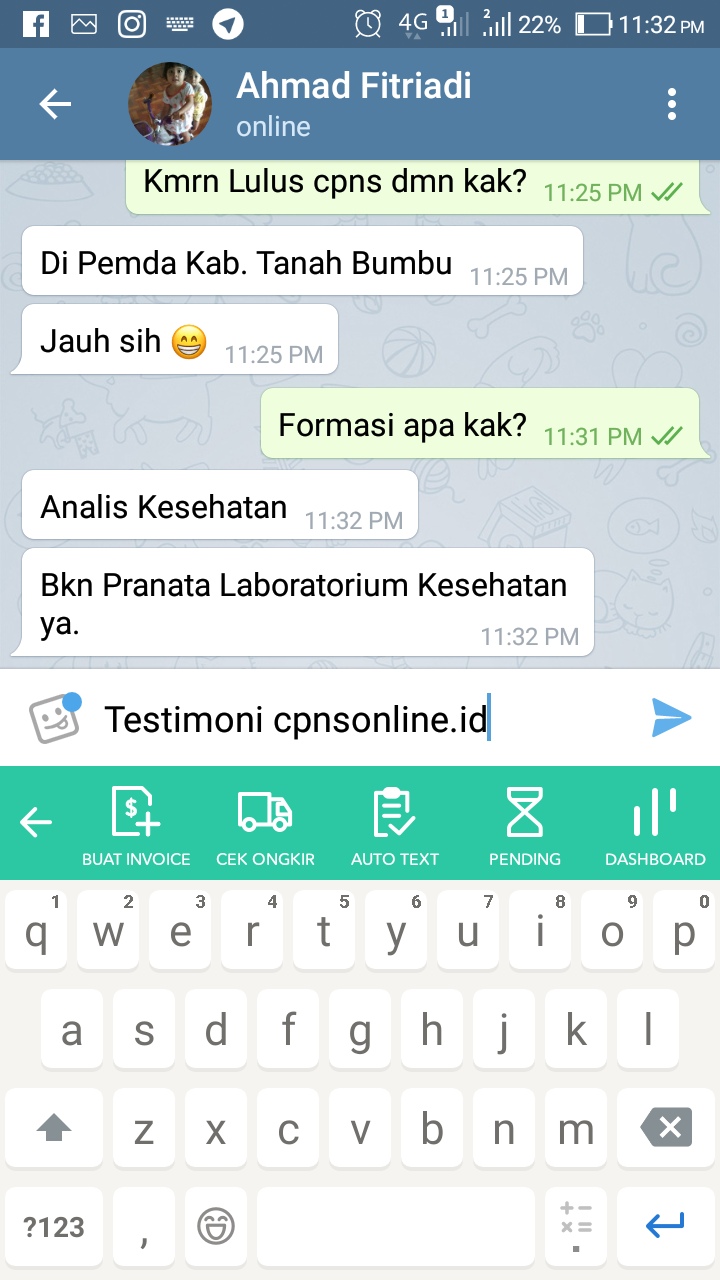 4G 1 2 22% 11:32 PM
Ahmad Fitriadi
online
Kmrn Lulus cpns dmn kak? 11:25 PM
Di Pemda Kab. Tanah Bumbu 11:25 PM
Jauh sih 😁 11:25 PM
Formasi apa kak? 11:31 PM
Analis Kesehatan 11:32 PM
Bkn Pranata Laboratorium Kesehatan
ya. 11:32 PM
Testimoni cpnsonline.id
$
BUAT INVOICE CEK ONGKIR AUTO TEXT PENDING DASHBOARD
1 2 3 4 5 6 7 8 9 0
q w e r t y u i o p
a s d f g h j k l
z x c v b n m
+ −
× =
?123 , .